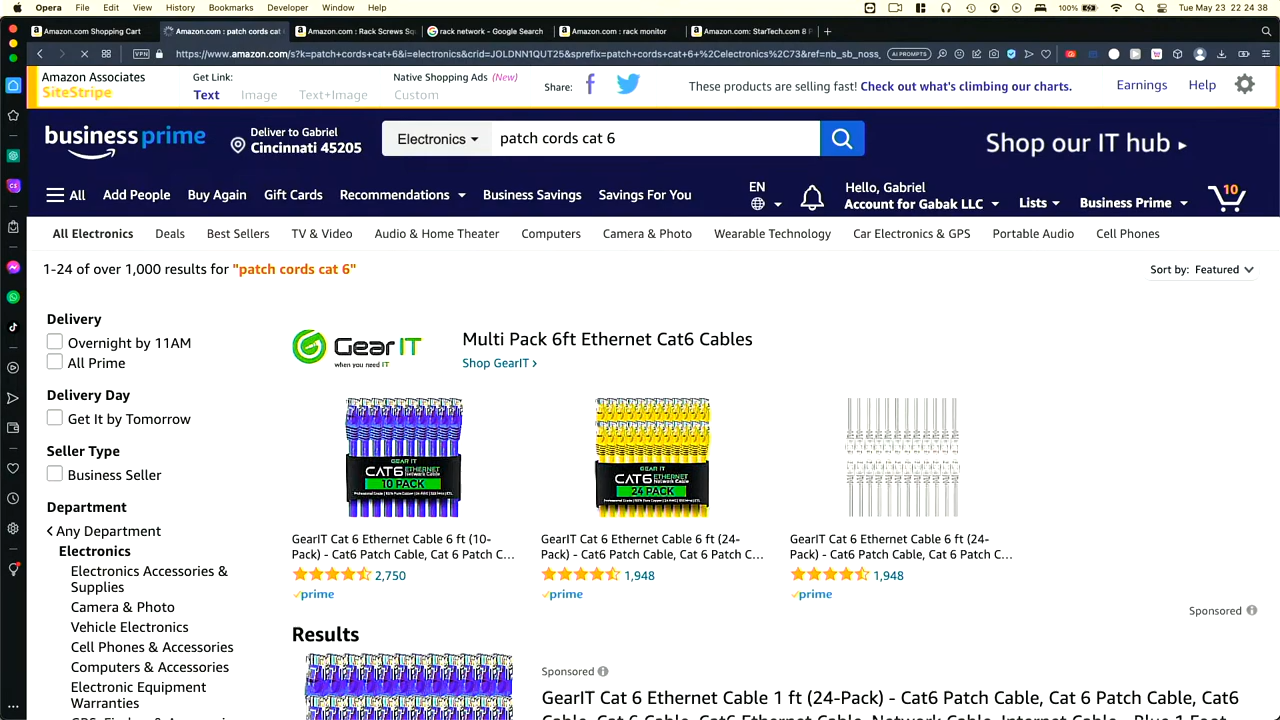 Opera File Edit View History Bookmarks Developer Window Help 100% Tue May 23 22 24 38
Amazon.com Shopping Cart Amazon.com : patch cords cat Amazon.com : Rack Screws Squ rack network - Google Search Amazon.com : rack monitor Amazon.com: StarTech.com 8 P
VPN https://www.amazon.com/s?k=patch+cords+cat+6&i=electronics&crid=JOLDNN1QUT25&sprefix=patch+cords+cat+6+%2Celectronics%2C73&ref=nb_sb_noss_ AI PROMPTS
Amazon Associates
SiteStripe
Get Link:
Text Image Text+Image
Native Shopping Ads (New)
Custom
Share:
These products are selling fast! Check out what's climbing our charts.
Earnings Help
business prime
Deliver to Gabriel
Cincinnati 45205
Electronics patch cords cat 6
Shop our IT hub
All Add People Buy Again Gift Cards Recommendations Business Savings Savings For You
EN
Hello, Gabriel
Account for Gabak LLC
Lists Business Prime 10
All Electronics Deals Best Sellers TV & Video Audio & Home Theater Computers Camera & Photo Wearable Technology Car Electronics & GPS Portable Audio Cell Phones
1-24 of over 1,000 results for "patch cords cat 6"
Sort by: Featured
Delivery
Overnight by 11AM
All Prime
Delivery Day
Get It by Tomorrow
Seller Type
Business Seller
Department
Any Department
Electronics
Electronics Accessories &
Supplies
Camera & Photo
Vehicle Electronics
Cell Phones & Accessories
Computers & Accessories
Electronic Equipment
Warranties
Gear IT
when you need IT
Multi Pack 6ft Ethernet Cat6 Cables
Shop GearIT ›
GEAR IT
CAT6 ETHERNET
Network Cable
10 PACK
GEAR IT
CAT6 ETHERNET
Network Cable
24 PACK
GearIT Cat 6 Ethernet Cable 6 ft (10-
Pack) - Cat6 Patch Cable, Cat 6 Patch C...
2,750
prime
GearIT Cat 6 Ethernet Cable 6 ft (24-
Pack) - Cat6 Patch Cable, Cat 6 Patch C...
1,948
prime
GearIT Cat 6 Ethernet Cable 6 ft (24-
Pack) - Cat6 Patch Cable, Cat 6 Patch C...
1,948
prime
Sponsored
Results
Sponsored
GearIT Cat 6 Ethernet Cable 1 ft (24-Pack) - Cat6 Patch Cable, Cat 6 Patch Cable, Cat6